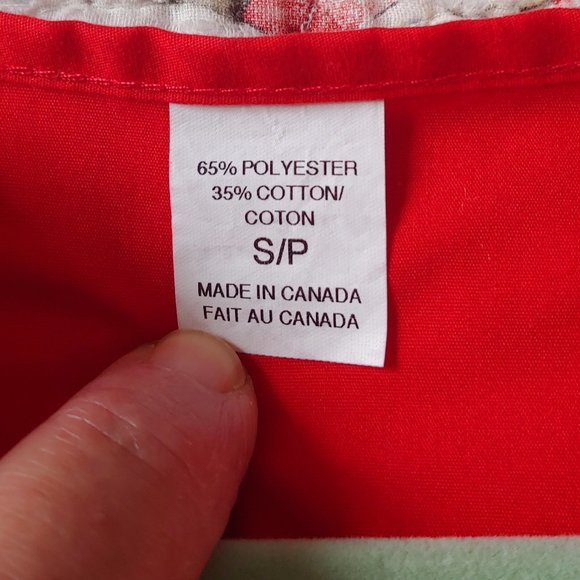 65% POLYESTER
35% COTTON/
COTON
S/P
MADE IN CANADA
FAIT AU CANADA